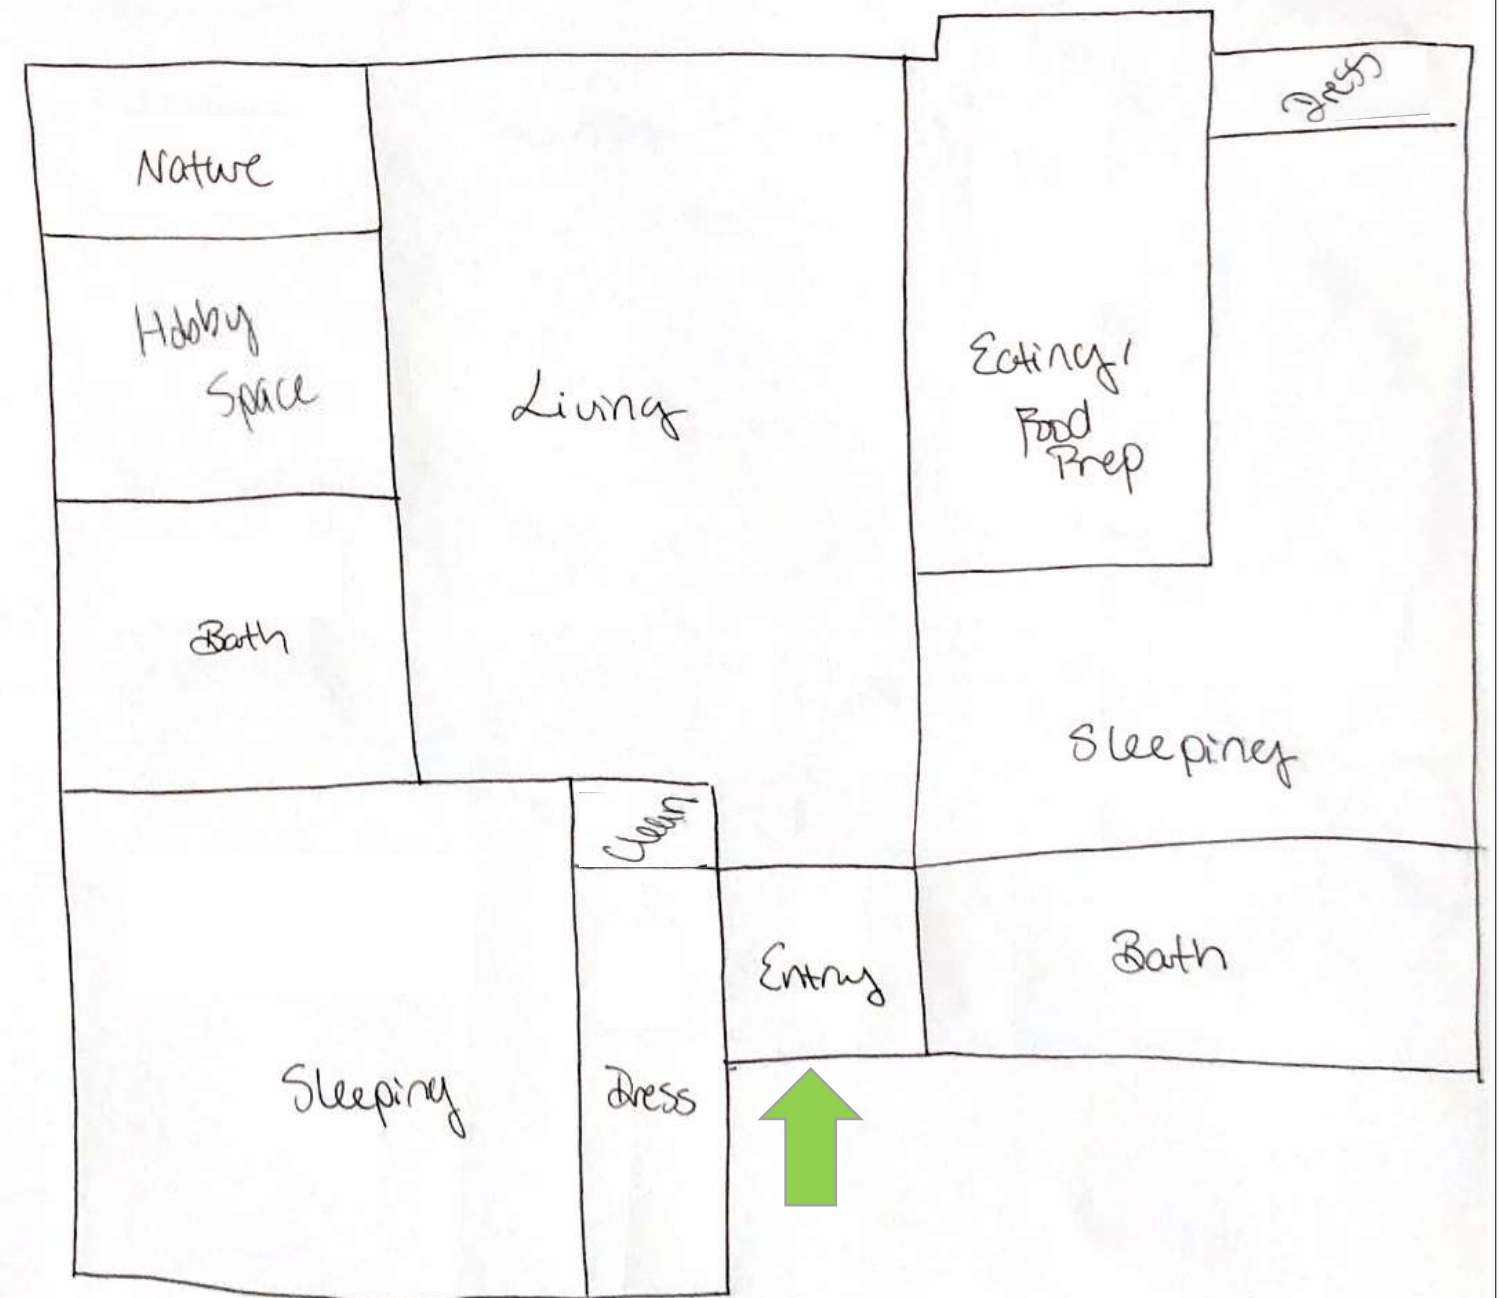 Dress
Nature
Hobby
Space
Living
Eating/
Food
Prep
Bath
Sleeping
Clean
Entry
Bath
Sleeping
Dress